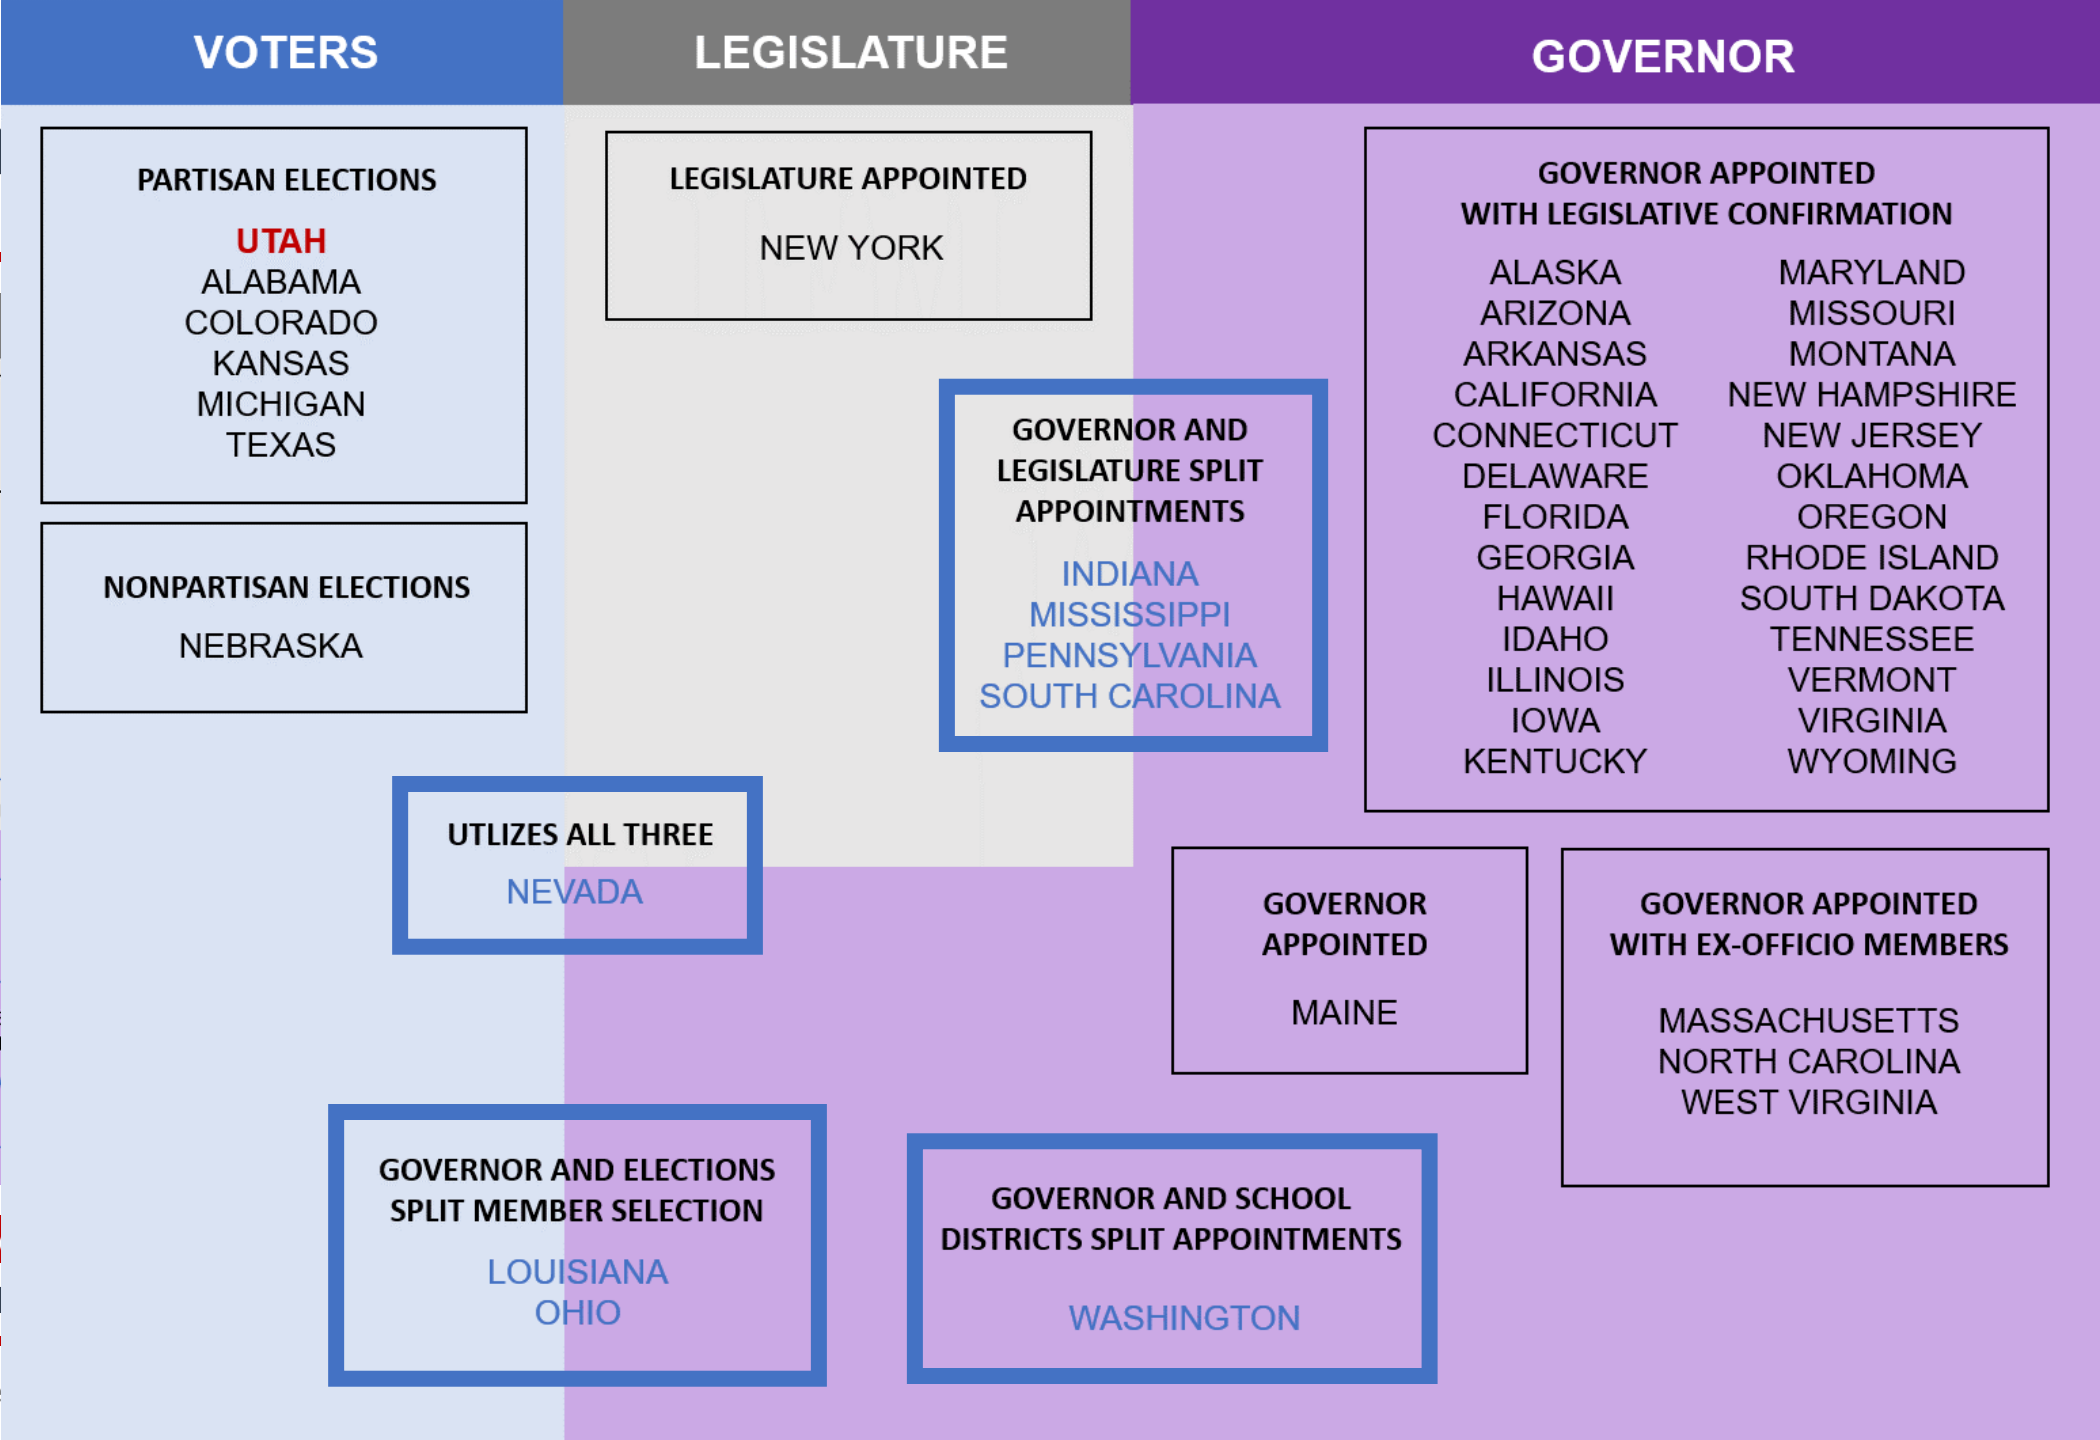 VOTERS
LEGISLATURE
GOVERNOR
PARTISAN ELECTIONS
UTAH
ALABAMA
COLORADO
KANSAS
MICHIGAN
TEXAS
NONPARTISAN ELECTIONS
NEBRASKA
LEGISLATURE APPOINTED
NEW YORK
GOVERNOR AND
LEGISLATURE SPLIT
APPOINTMENTS
INDIANA
MISSISSIPPI
PENNSYLVANIA
SOUTH CAROLINA
GOVERNOR APPOINTED
WITH LEGISLATIVE CONFIRMATION
ALASKA
ARIZONA
ARKANSAS
CALIFORNIA
CONNECTICUT
DELAWARE
FLORIDA
GEORGIA
HAWAII
IDAHO
ILLINOIS
IOWA
KENTUCKY
MARYLAND
MISSOURI
MONTANA
NEW HAMPSHIRE
NEW JERSEY
OKLAHOMA
OREGON
RHODE ISLAND
SOUTH DAKOTA
TENNESSEE
VERMONT
VIRGINIA
WYOMING
UTLIZES ALL THREE
NEVADA
GOVERNOR
APPOINTED
MAINE
GOVERNOR APPOINTED
WITH EX-OFFICIO MEMBERS
MASSACHUSETTS
NORTH CAROLINA
WEST VIRGINIA
GOVERNOR AND ELECTIONS
SPLIT MEMBER SELECTION
LOUISIANA
OHIO
GOVERNOR AND SCHOOL
DISTRICTS SPLIT APPOINTMENTS
WASHINGTON